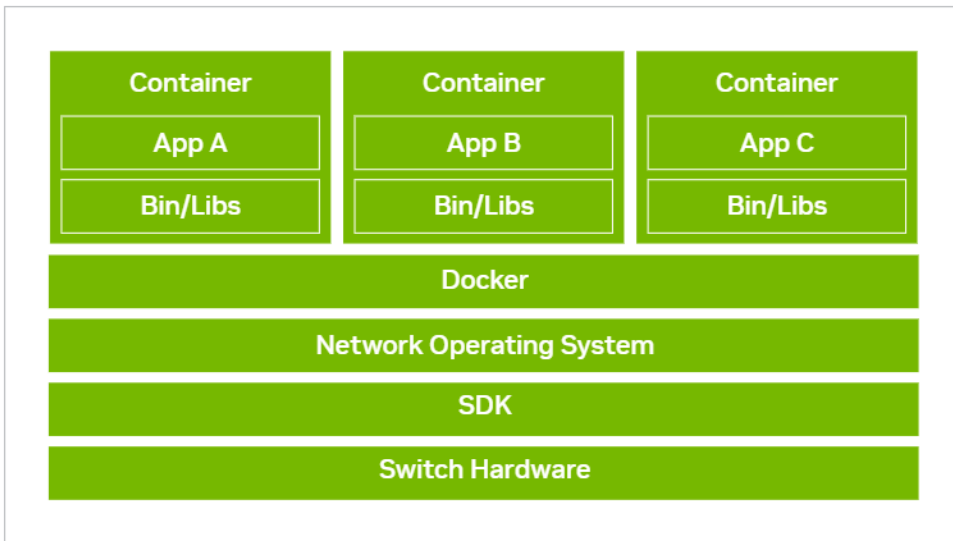 Container Container Container
App A App B App C
Bin/Libs Bin/Libs Bin/Libs
Docker
Network Operating System
SDK
Switch Hardware